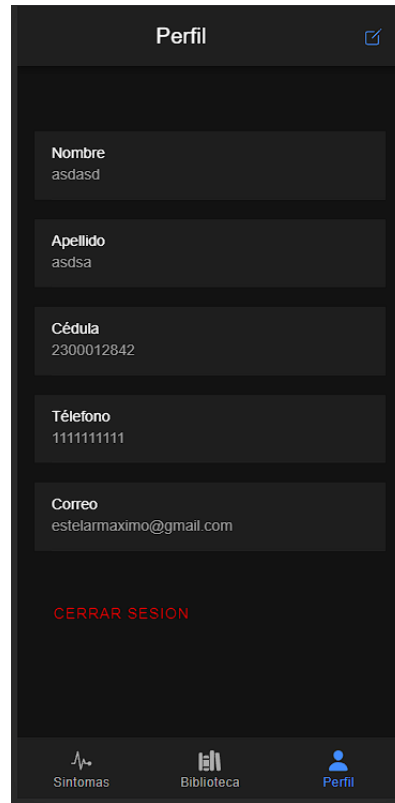 Perfil
Nombre
asdasd
Apellido
asdsa
Cédula
2300012842
Télefono
1111111111
Correo
estelarmaximo@gmail.com
CERRAR SESION
Sintomas
Biblioteca
Perfil